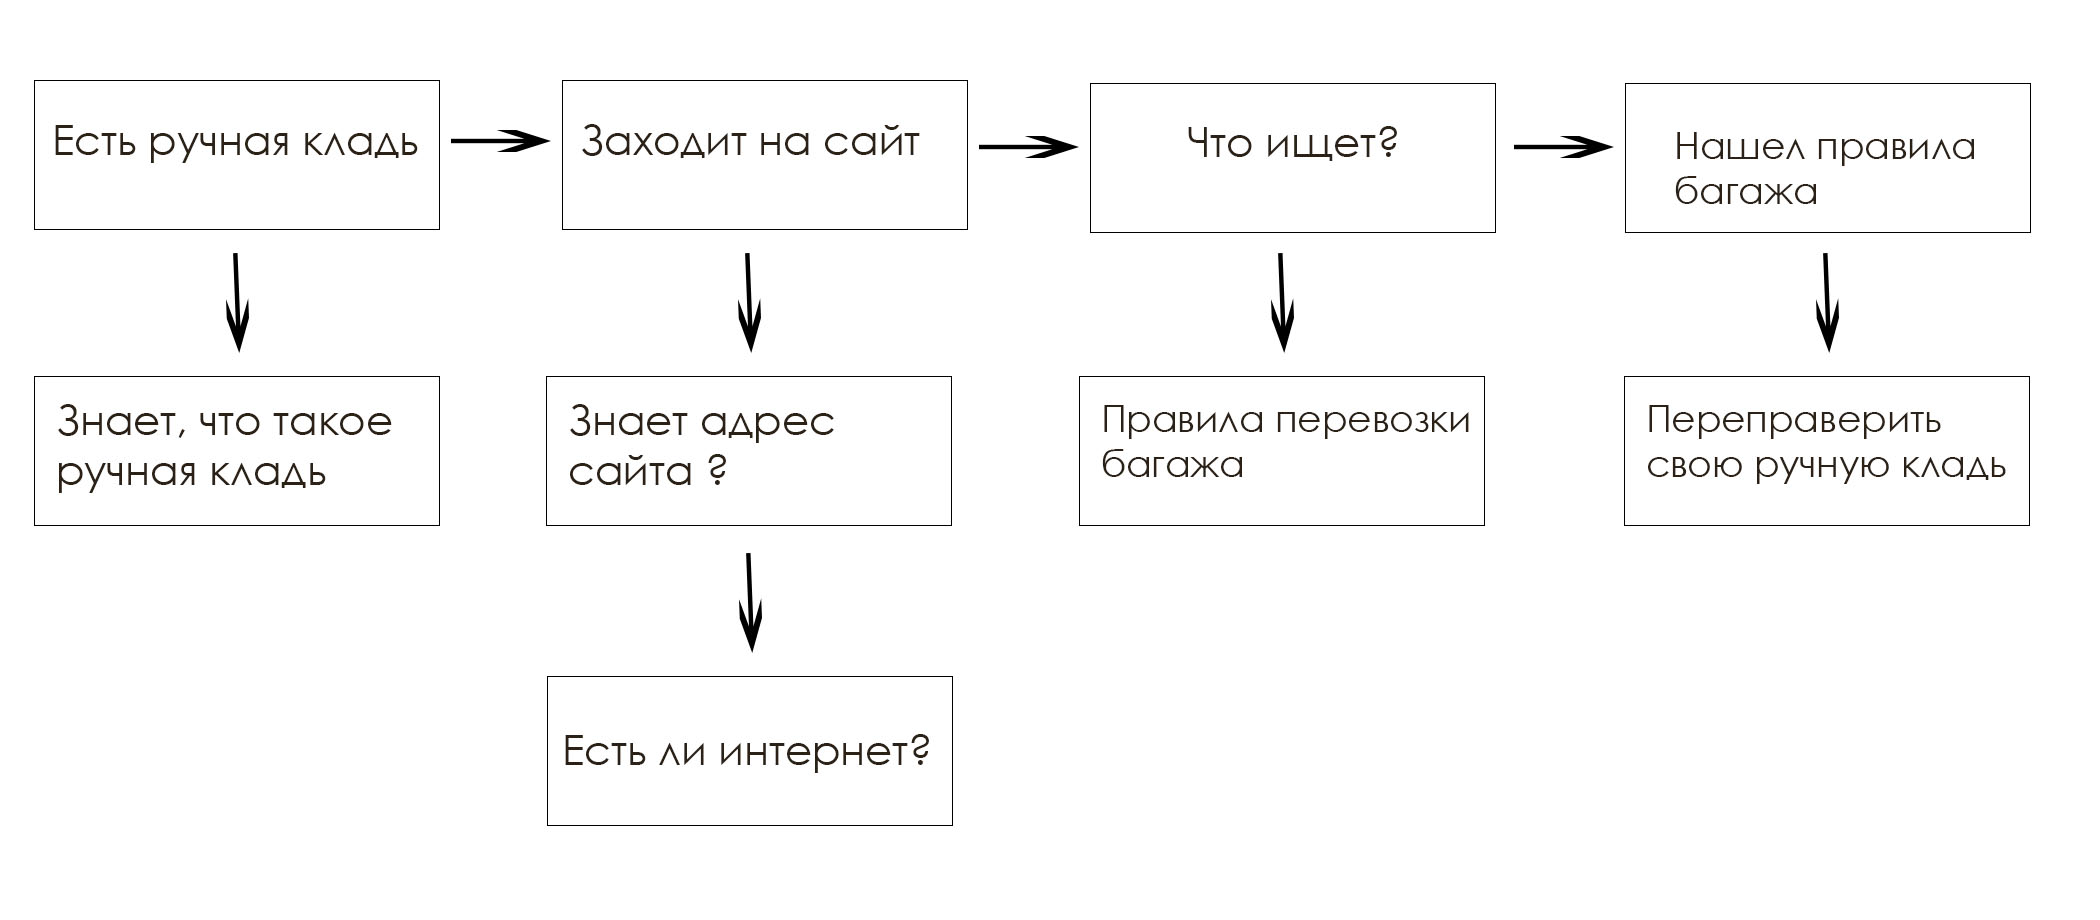 Есть ручная кладь
Заходит на сайт
Что ищет?
Нашел правила
багажа
Знает, что такое
ручная кладь
Знает адрес
сайта ?
Правила перевозки
багажа
Переправерить
свою ручную кладь
Есть ли интернет?